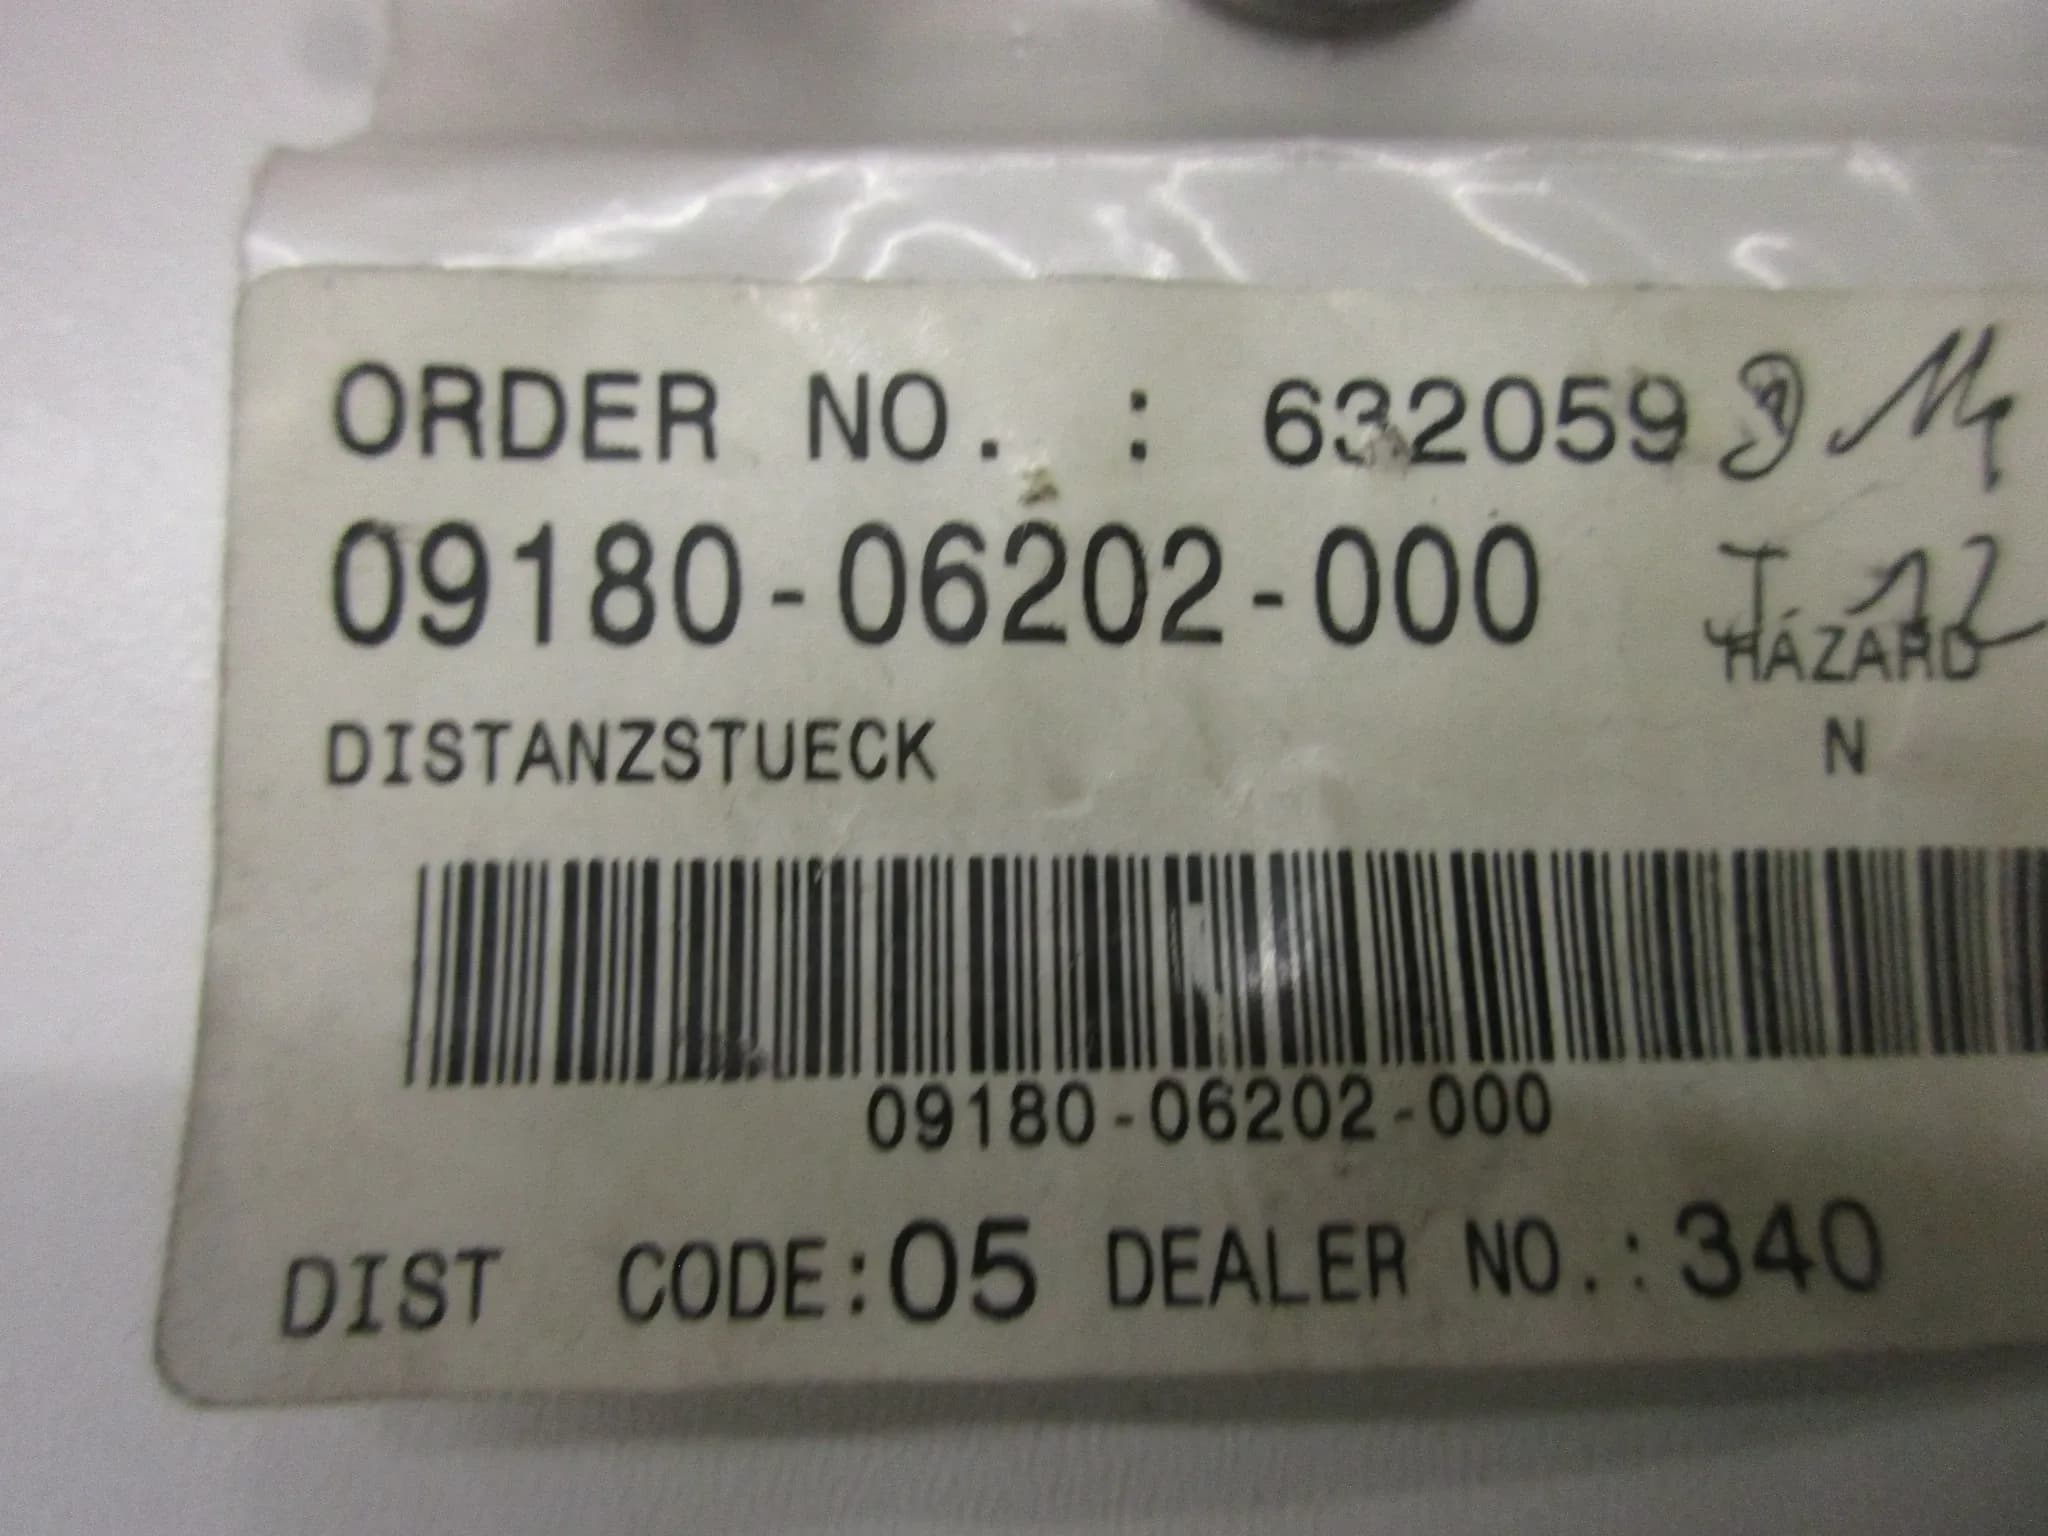 ORDER NO. : 632059
09180-06202-000
HAZARD
DISTANZSTUECK N
09180-06202-000
DIST CODE:05 DEALER NO.:340